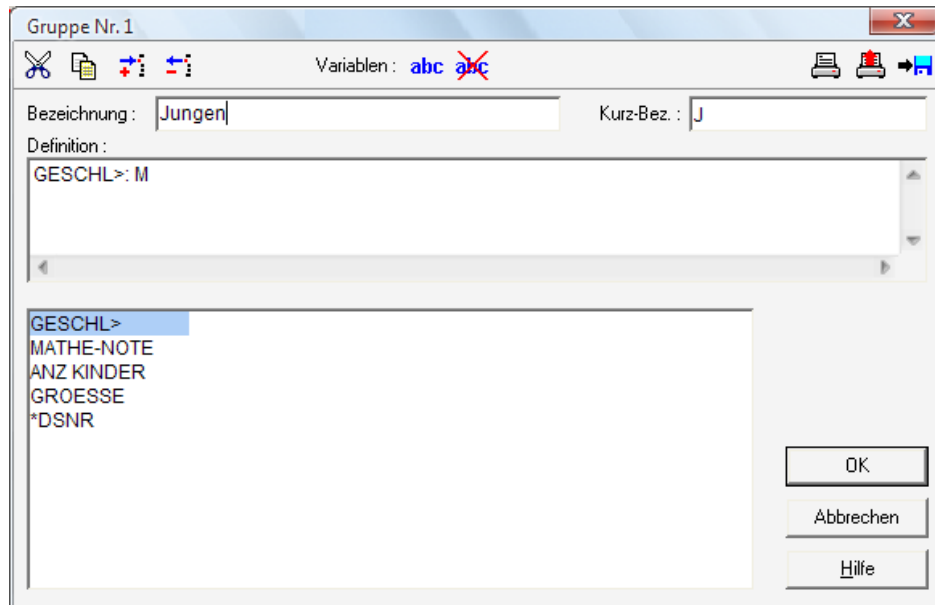 Gruppe Nr. 1
Variablen : abc abc
Bezeichnung : Jungen Kurz-Bez. : J
Definition :
GESCHL>: M
GESCHL>
MATHE-NOTE
ANZ KINDER
GROESSE
*DSNR
OK
Abbrechen
Hilfe